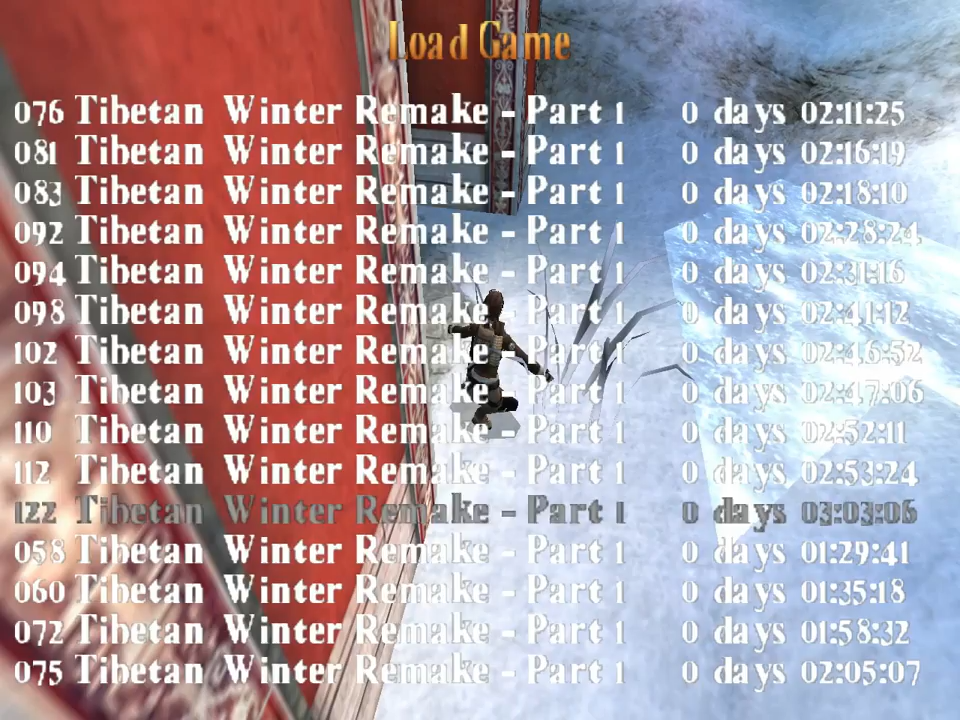 Load Game
076 Tibetan Winter Remake - Part 1 0 days 02:11:25
081 Tibetan Winter Remake - Part 1 0 days 02:16:19
083 Tibetan Winter Remake - Part 1 0 days 02:18:10
092 Tibetan Winter Remake - Part 1 0 days 02:28:24
094 Tibetan Winter Remake - Part 1 0 days 02:31:16
098 Tibetan Winter Remake - Part 1 0 days 02:41:12
102 Tibetan Winter Remake - Part 1 0 days 02:46:52
103 Tibetan Winter Remake - Part 1 0 days 02:47:06
110 Tibetan Winter Remake - Part 1 0 days 02:52:11
112 Tibetan Winter Remake - Part 1 0 days 02:53:24
122 Tibetan Winter Remake - Part 1 0 days 03:03:06
058 Tibetan Winter Remake - Part 1 0 days 01:29:41
060 Tibetan Winter Remake - Part 1 0 days 01:35:18
072 Tibetan Winter Remake - Part 1 0 days 01:58:32
075 Tibetan Winter Remake - Part 1 0 days 02:05:07